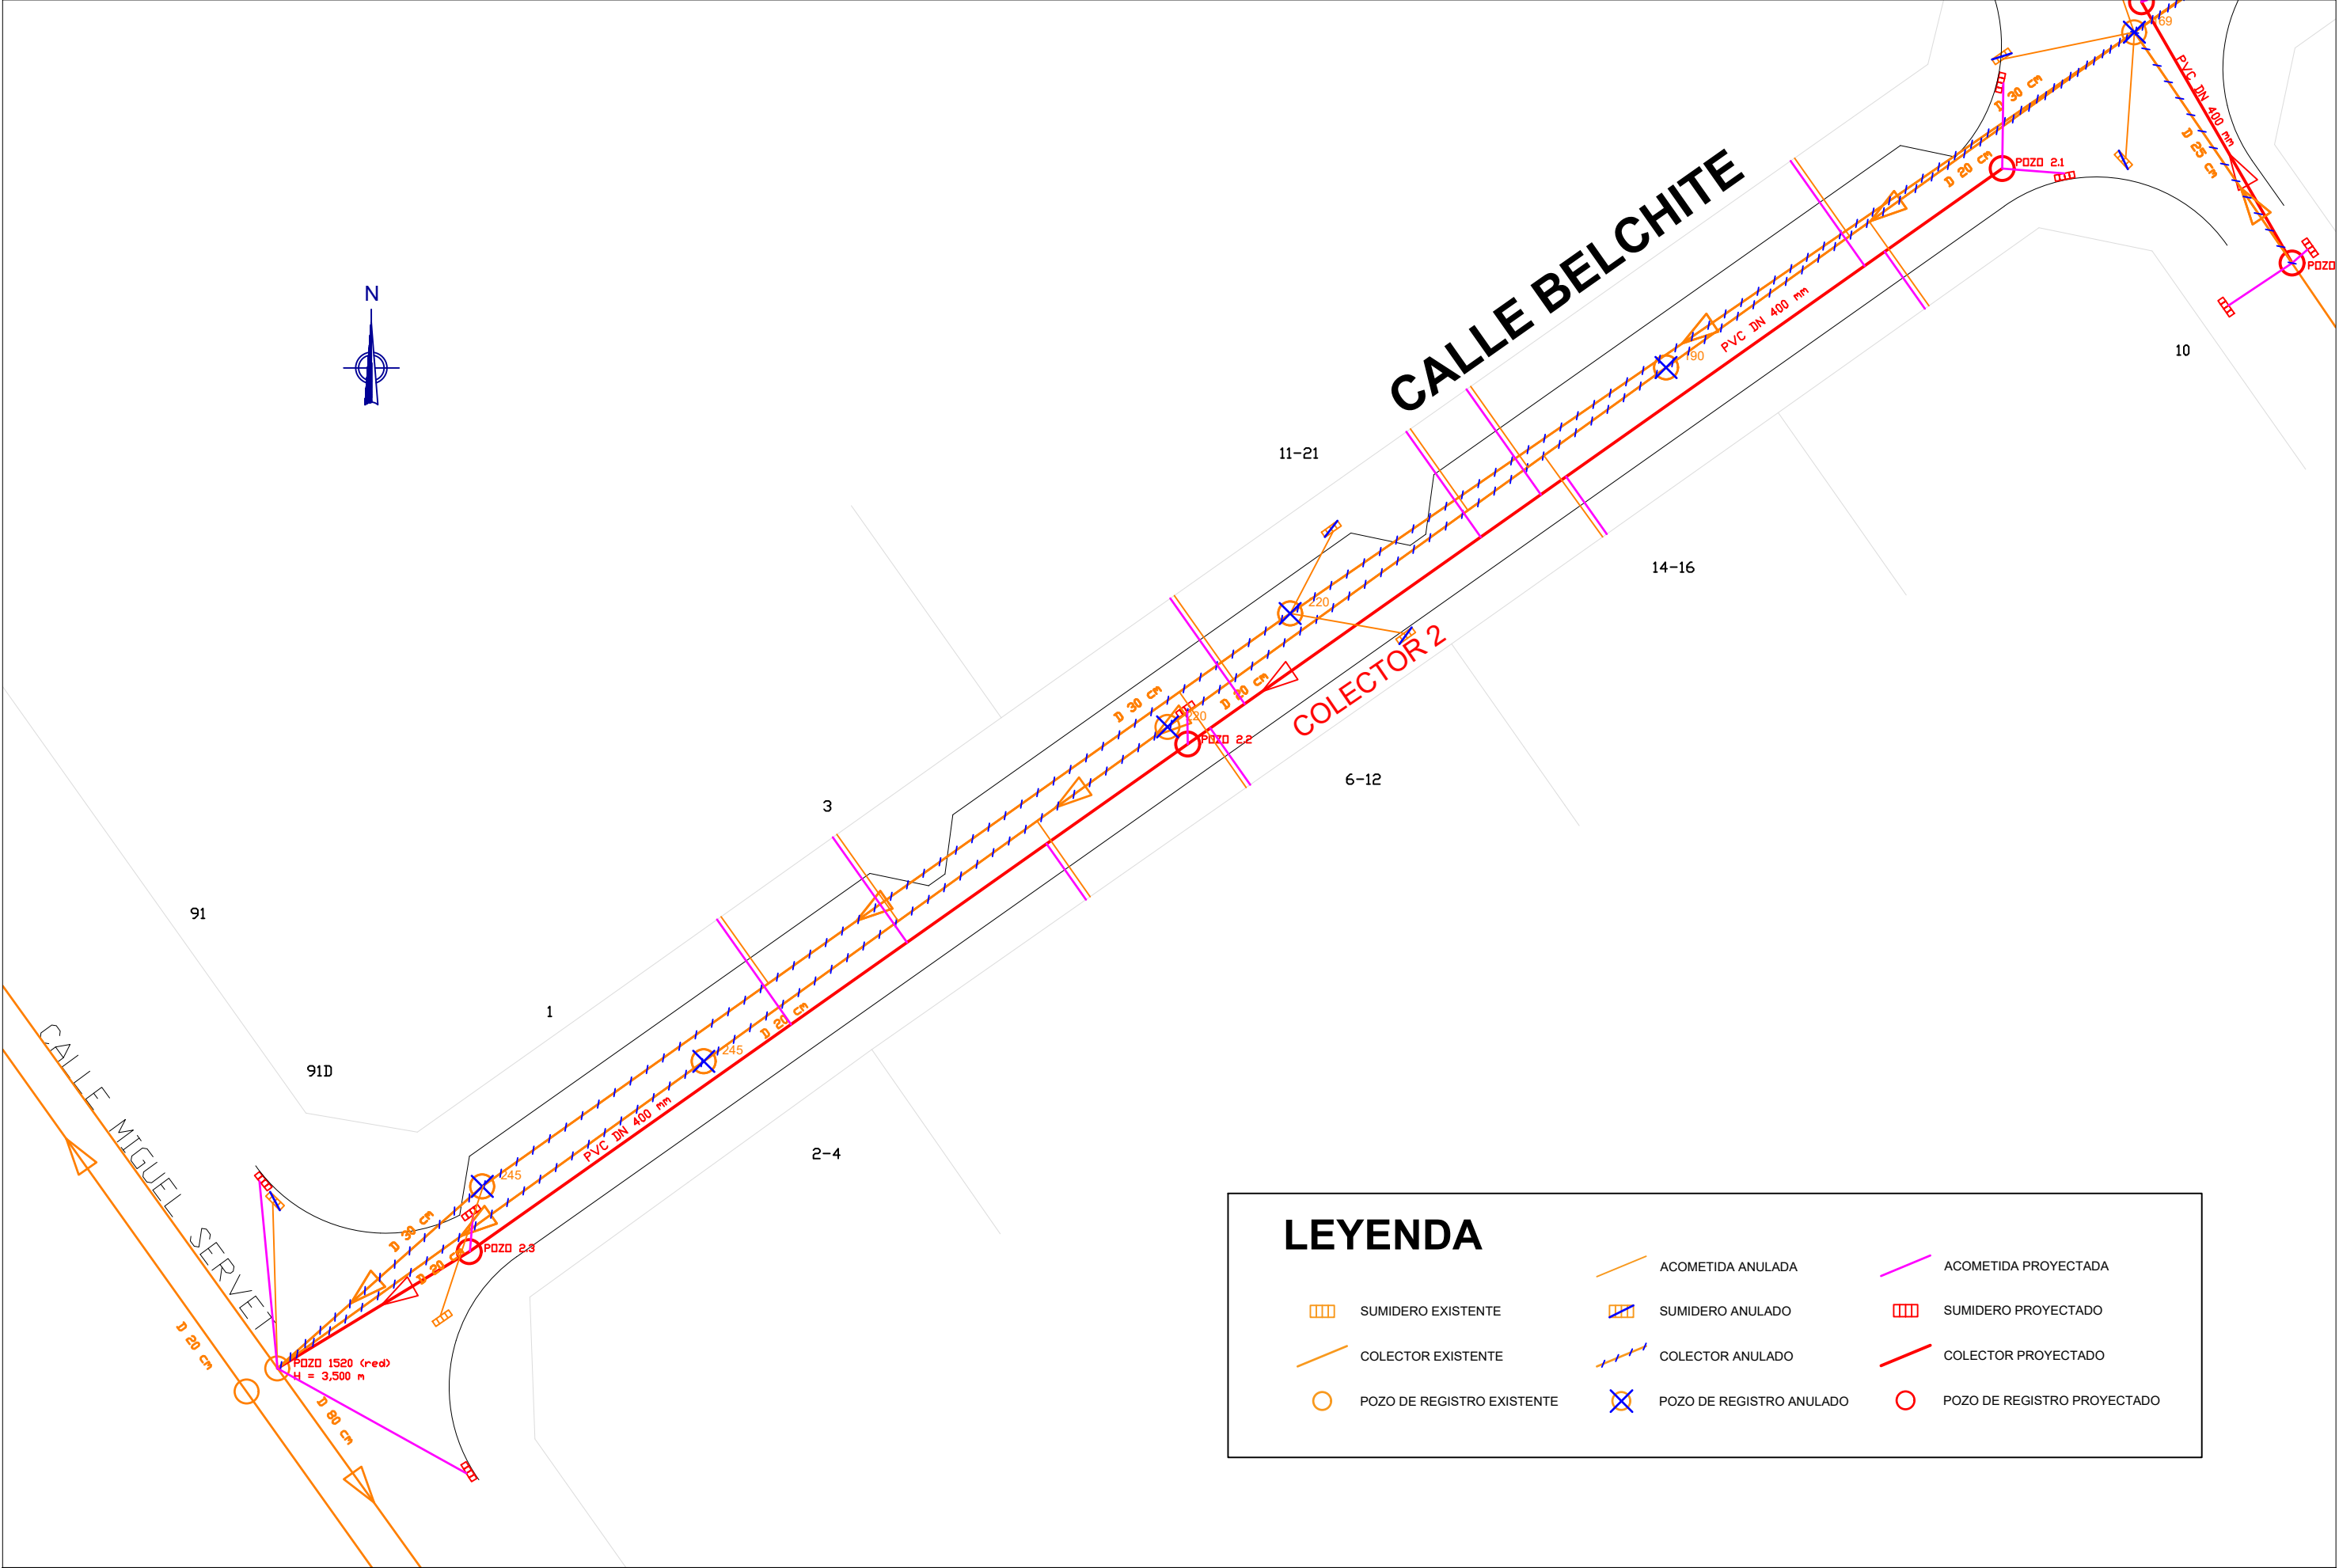 69
PVC DN 400 mm
D 30 cm
D 25 cm
D 20 cm
POZO 2.1
CALLE BELCHITE
POZO
N
PVC DN 400 mm
90
10
11-21
14-16
220
COLECTOR 2
D 30 cm
D 20 cm
220
POZO 2.2
6-12
3
91
1
D 20 cm
245
91D
CALLE MIGUEL SERVET
PVC DN 400 mm
2-4
245
D 30 cm
POZO 2.3
D 20 cm
D 20 cm
POZO 1520 (red)
H = 3,500 m
D 80 cm
LEYENDA
ACOMETIDA ANULADA
ACOMETIDA PROYECTADA
SUMIDERO EXISTENTE
SUMIDERO ANULADO
SUMIDERO PROYECTADO
COLECTOR EXISTENTE
COLECTOR ANULADO
COLECTOR PROYECTADO
POZO DE REGISTRO EXISTENTE
POZO DE REGISTRO ANULADO
POZO DE REGISTRO PROYECTADO